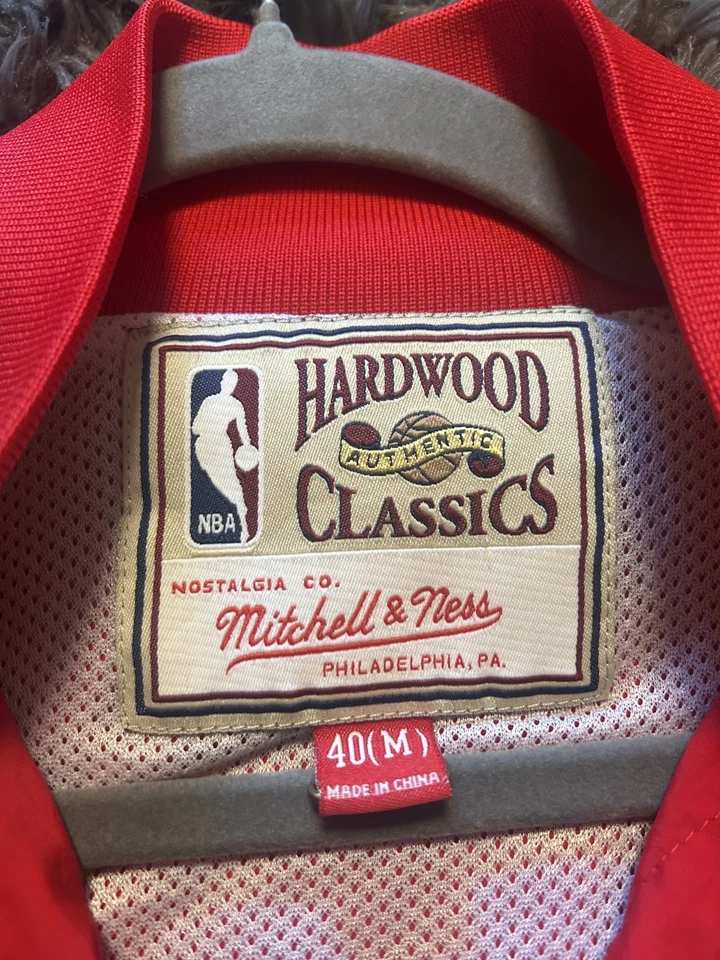 HARDWOOD
AUTHENTIC
CLASSICS
NBA
NOSTALGIA CO.
Mitchell & Ness
PHILADELPHIA, PA.
40(M)
MADE IN CHINA